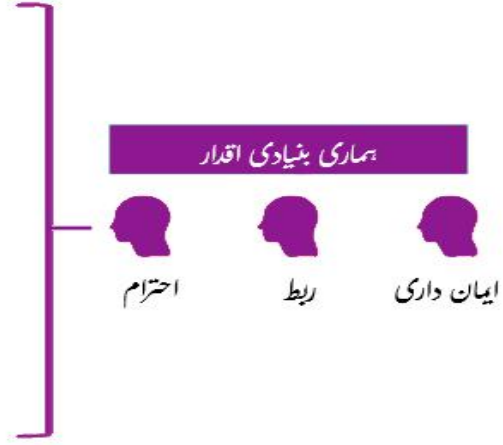 ہماری بنیادی اقدار
ایمان داری
ربط
احترام